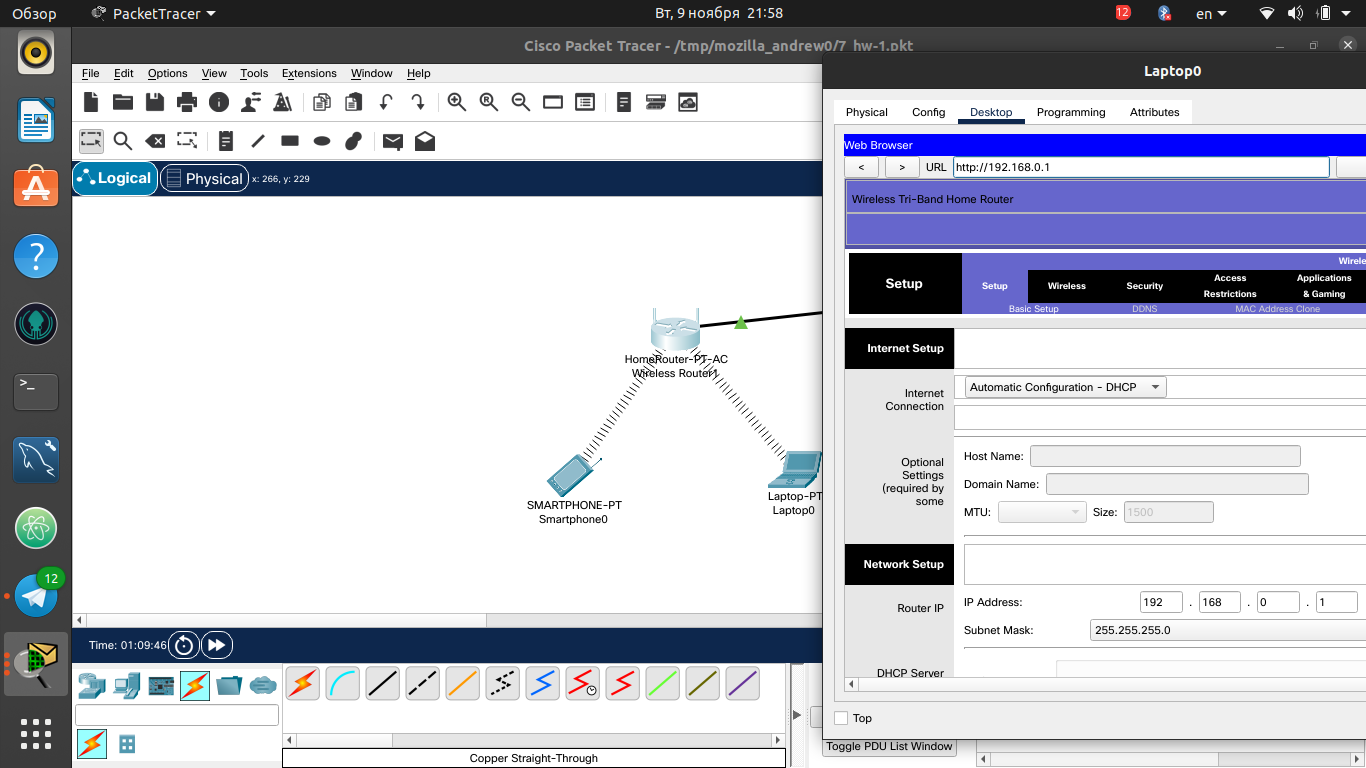 Обзор PacketTracer Вт, 9 ноября 21:58 12 en
Cisco Packet Tracer - /tmp/mozilla_andrew0/7_hw-1.pkt
File Edit Options View Tools Extensions Window Help
Logical Physical x: 266, y: 229
HomeRouter-PT-AC
Wireless Router1
SMARTPHONE-PT
Smartphone0
Laptop-PT
Laptop0
Time: 01:09:46
Copper Straight-Through
Toggle PDU List Window
12
>_
Laptop0
Physical Config Desktop Programming Attributes
Web Browser
< > URL http://192.168.0.1
Wireless Tri-Band Home Router
Setup
Wirele
Setup Wireless Security Access Restrictions Applications & Gaming
Basic Setup DDNS MAC Address Clone
Internet Setup
Internet Connection
Automatic Configuration - DHCP
Optional Settings (required by some
Host Name:
Domain Name:
MTU: Size: 1500
Network Setup
Router IP
IP Address: 192 . 168 . 0 . 1
Subnet Mask: 255.255.255.0
DHCP Server
Top